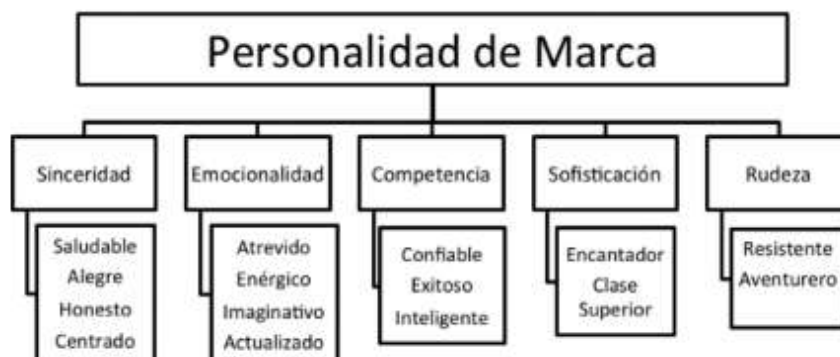 Personalidad de Marca
Sinceridad
Emocionalidad
Competencia
Sofisticación
Rudeza
Saludable
Alegre
Honesto
Centrado
Atrevido
Enérgico
Imaginativo
Actualizado
Confiable
Exitoso
Inteligente
Encantador
Clase
Superior
Resistente
Aventurero